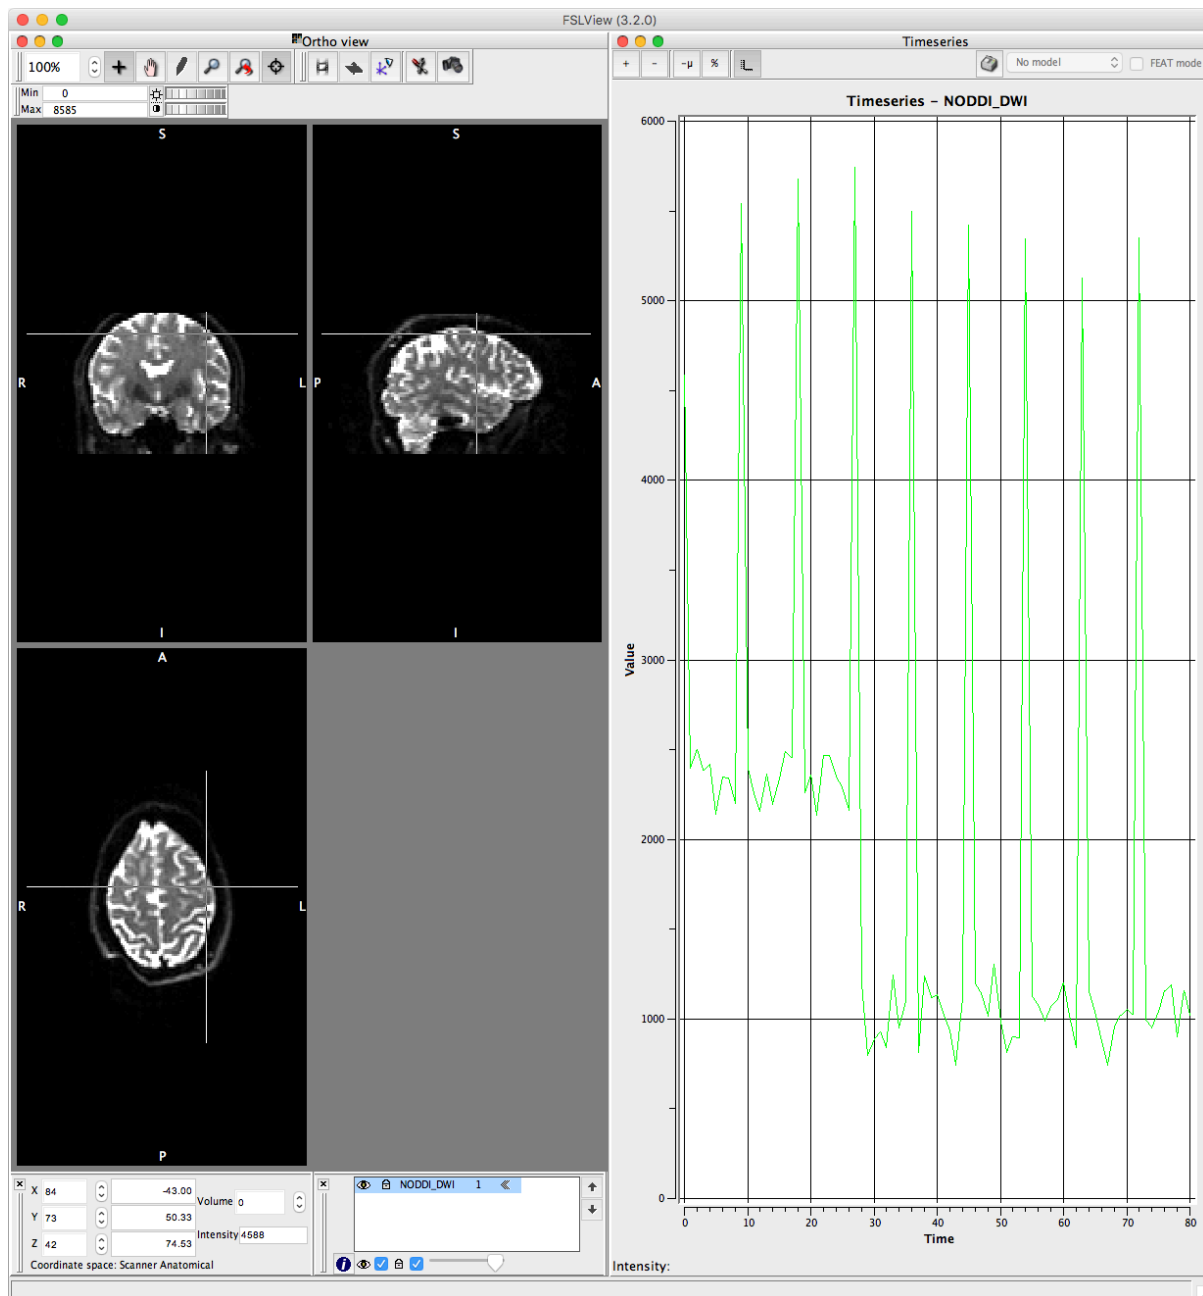 FSLView (3.2.0)
Ortho view
100%
Min 0
Max 8585
S
R
L
I
S
P
A
I
A
R
L
P
X 84 -43.00
Y 73 50.33
Z 42 74.53
Volume 0
Intensity 4588
Coordinate space: Scanner Anatomical
NODDI_DWI 1
Timeseries
+ - -μ %
No model
FEAT mode
Timeseries - NODDI_DWI
6000
5000
4000
3000
2000
1000
0
Value
0 10 20 30 40 50 60 70 80
Time
Intensity: